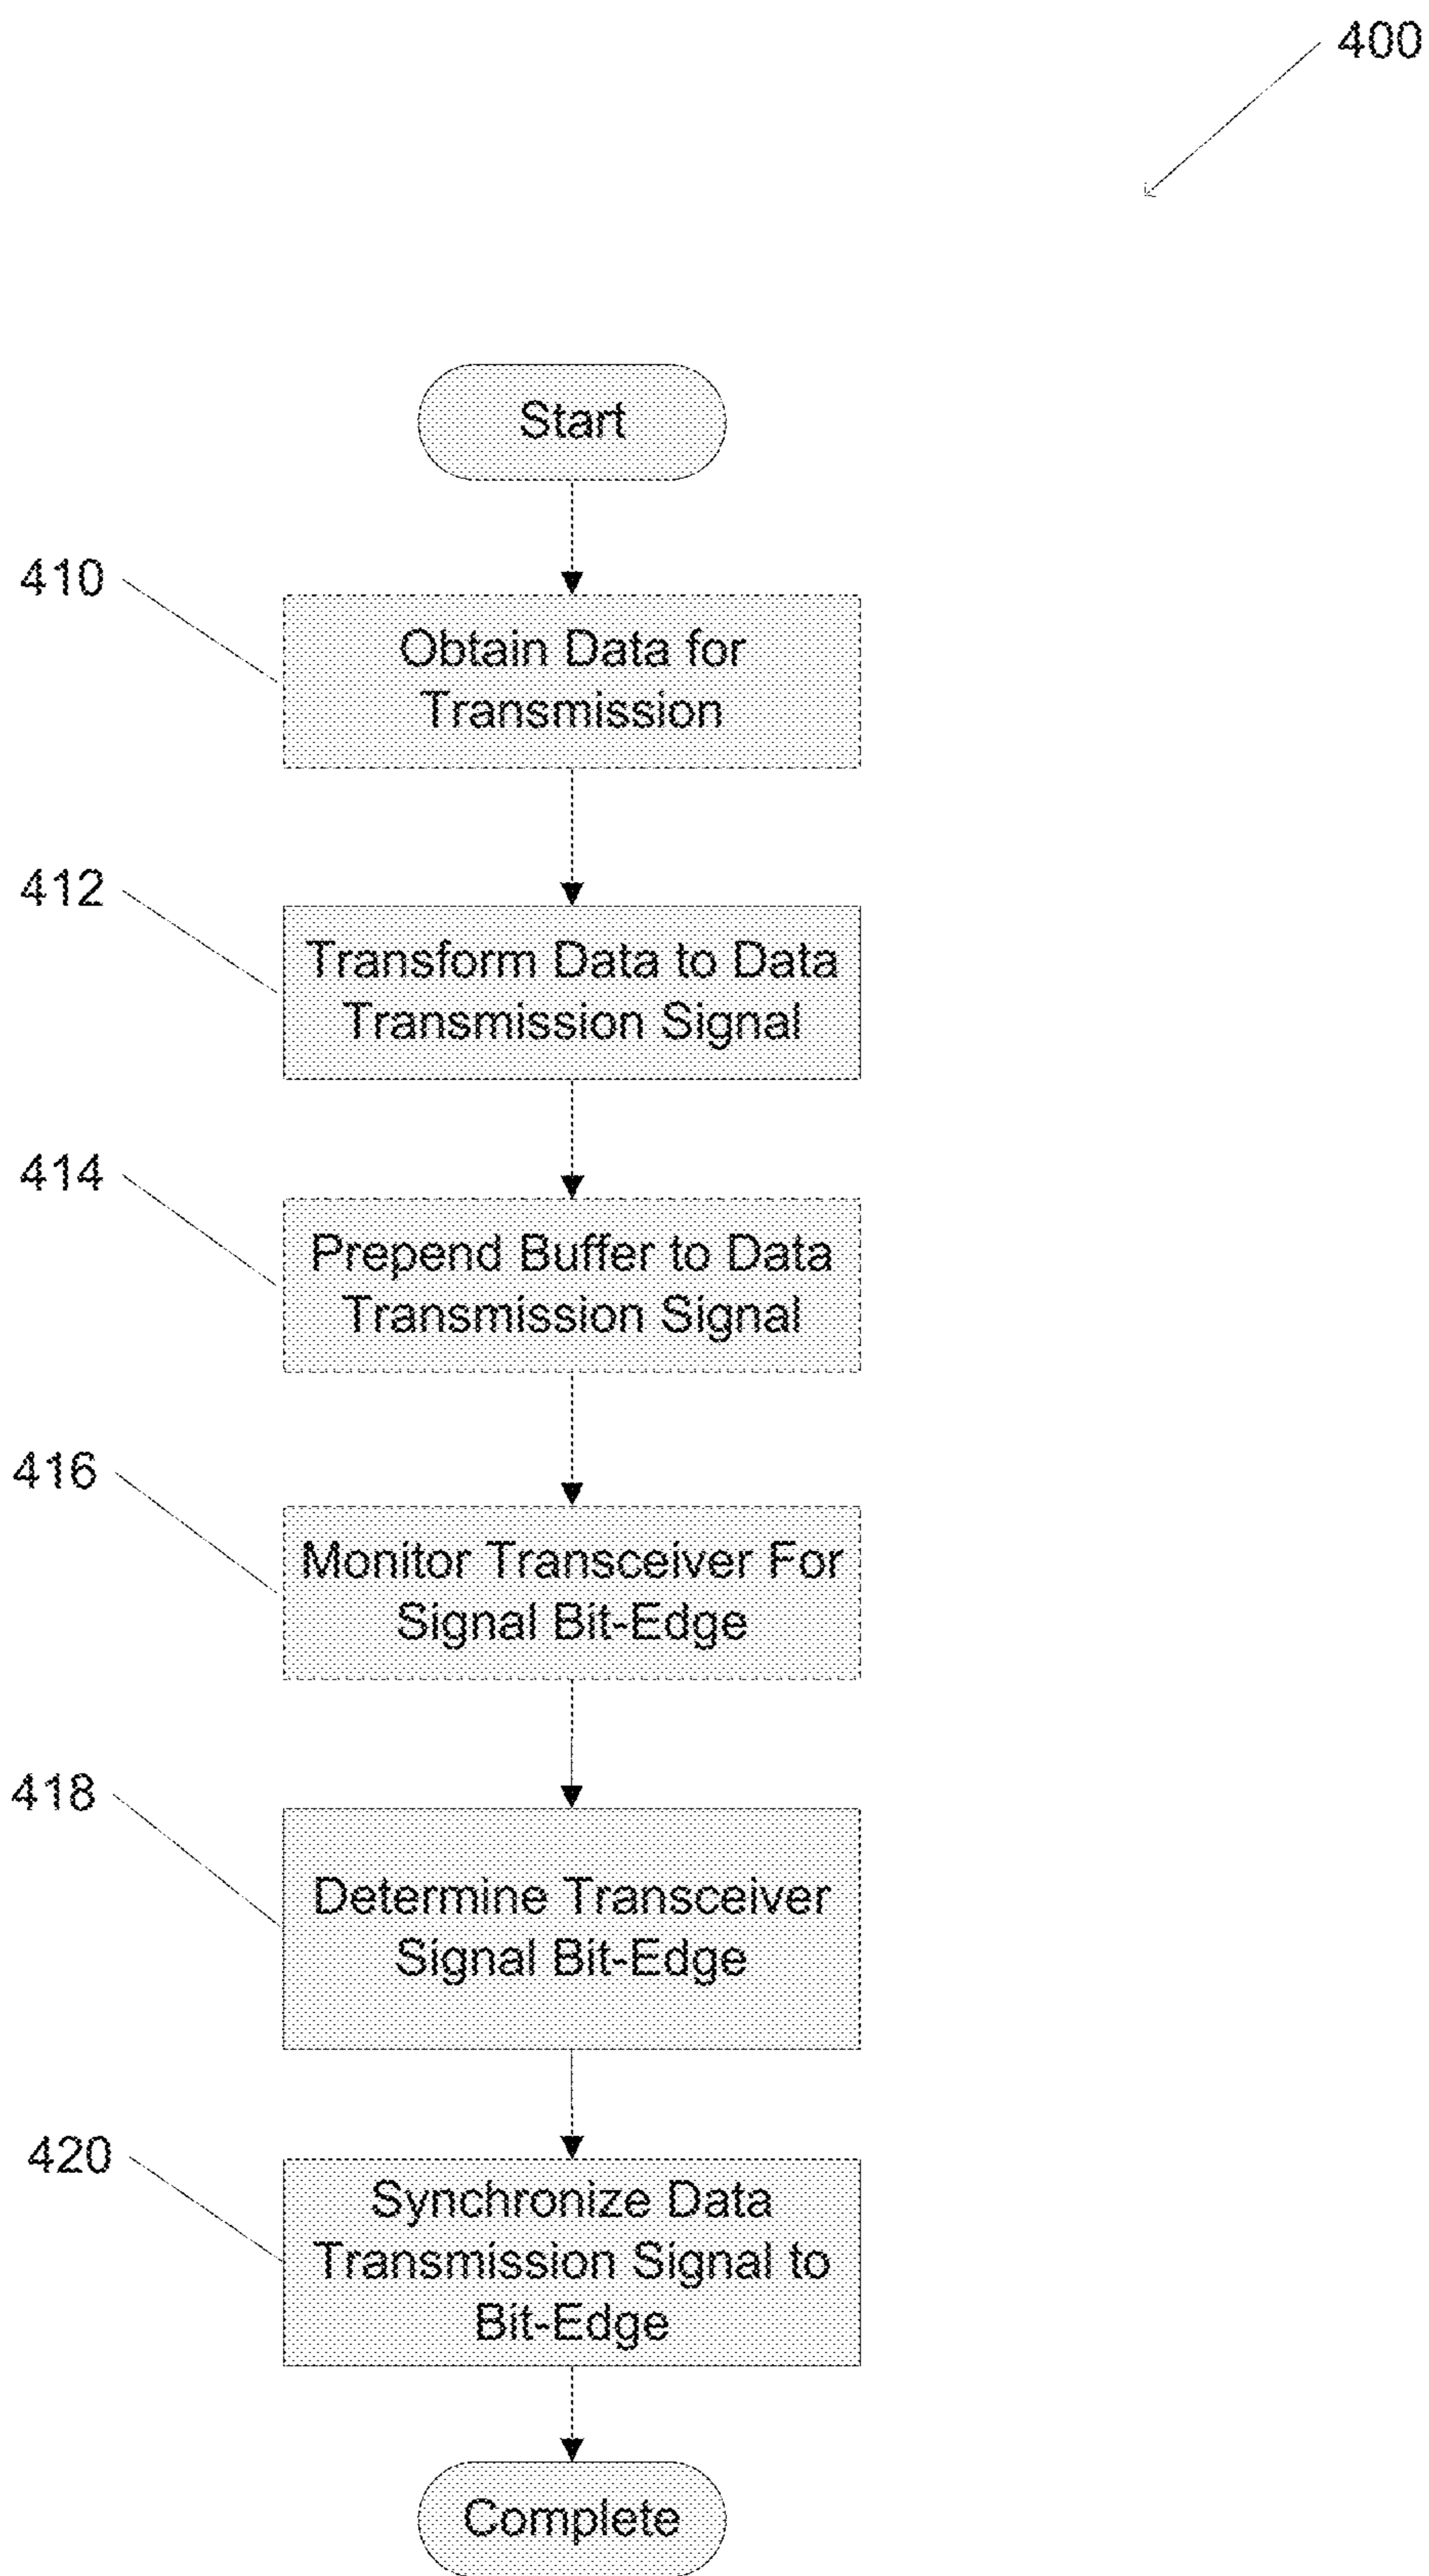 400
Start
410
Obtain Data for
Transmission
412
Transform Data to Data
Transmission Signal
414
Prepend Buffer to Data
Transmission Signal
416
Monitor Transceiver For
Signal Bit-Edge
418
Determine Transceiver
Signal Bit-Edge
420
Synchronize Data
Transmission Signal to
Bit-Edge
Complete